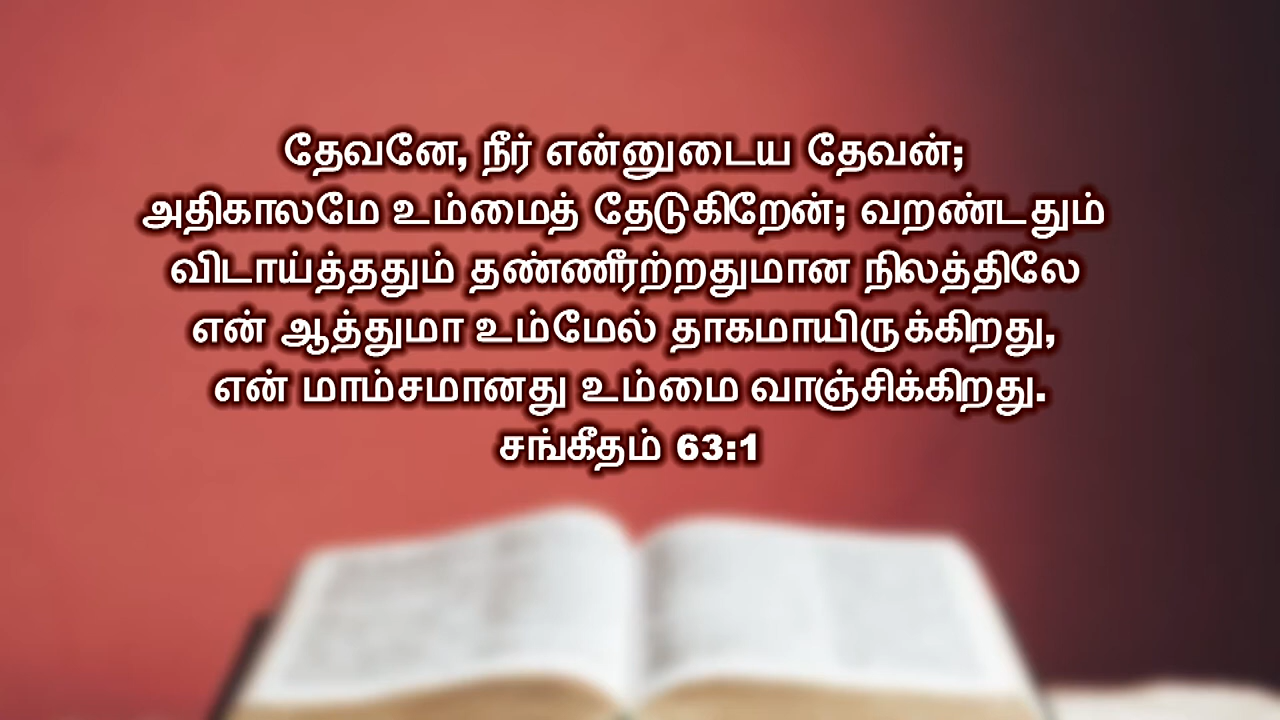 தேவனே, நீர் என்னுடைய தேவன்;
அதிகாலமே உம்மைத் தேடுகிறேன்; வறண்டதும்
விடாய்த்ததும் தண்ணீரற்றதுமான நிலத்திலே
என் ஆத்துமா உம்மேல் தாகமாயிருக்கிறது,
என் மாம்சமானது உம்மை வாஞ்சிக்கிறது.
சங்கீதம் 63:1